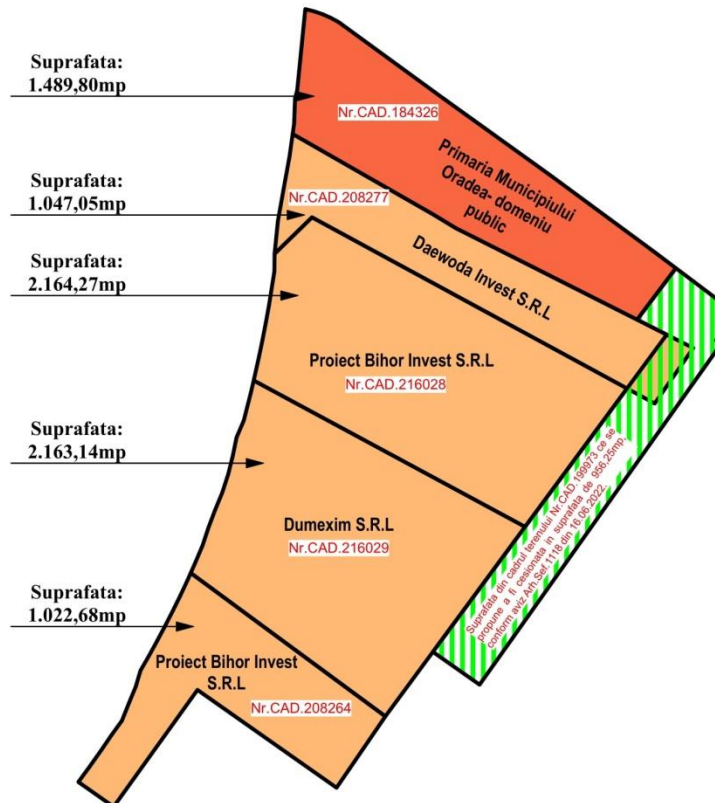 Suprafata:
1.489,80mp
Nr.CAD.184326
Primaria Municipiului
Oradea- domeniu
public
Suprafata:
1.047,05mp
Nr.CAD.208277
Daewoda Invest S.R.L
Suprafata:
2.164,27mp
Proiect Bihor Invest S.R.L
Nr.CAD.216028
Suprafata:
2.163,14mp
Dumexim S.R.L
Nr.CAD.216029
Suprafata din cadrul terenului Nr.CAD.199973 ce se
propune a fi cesionata in suprafata de 956,25mp,
conform aviz Arh.Sef. 1118 din 16.06.2022.
Suprafata:
1.022,68mp
Proiect Bihor Invest
S.R.L
Nr.CAD.208264